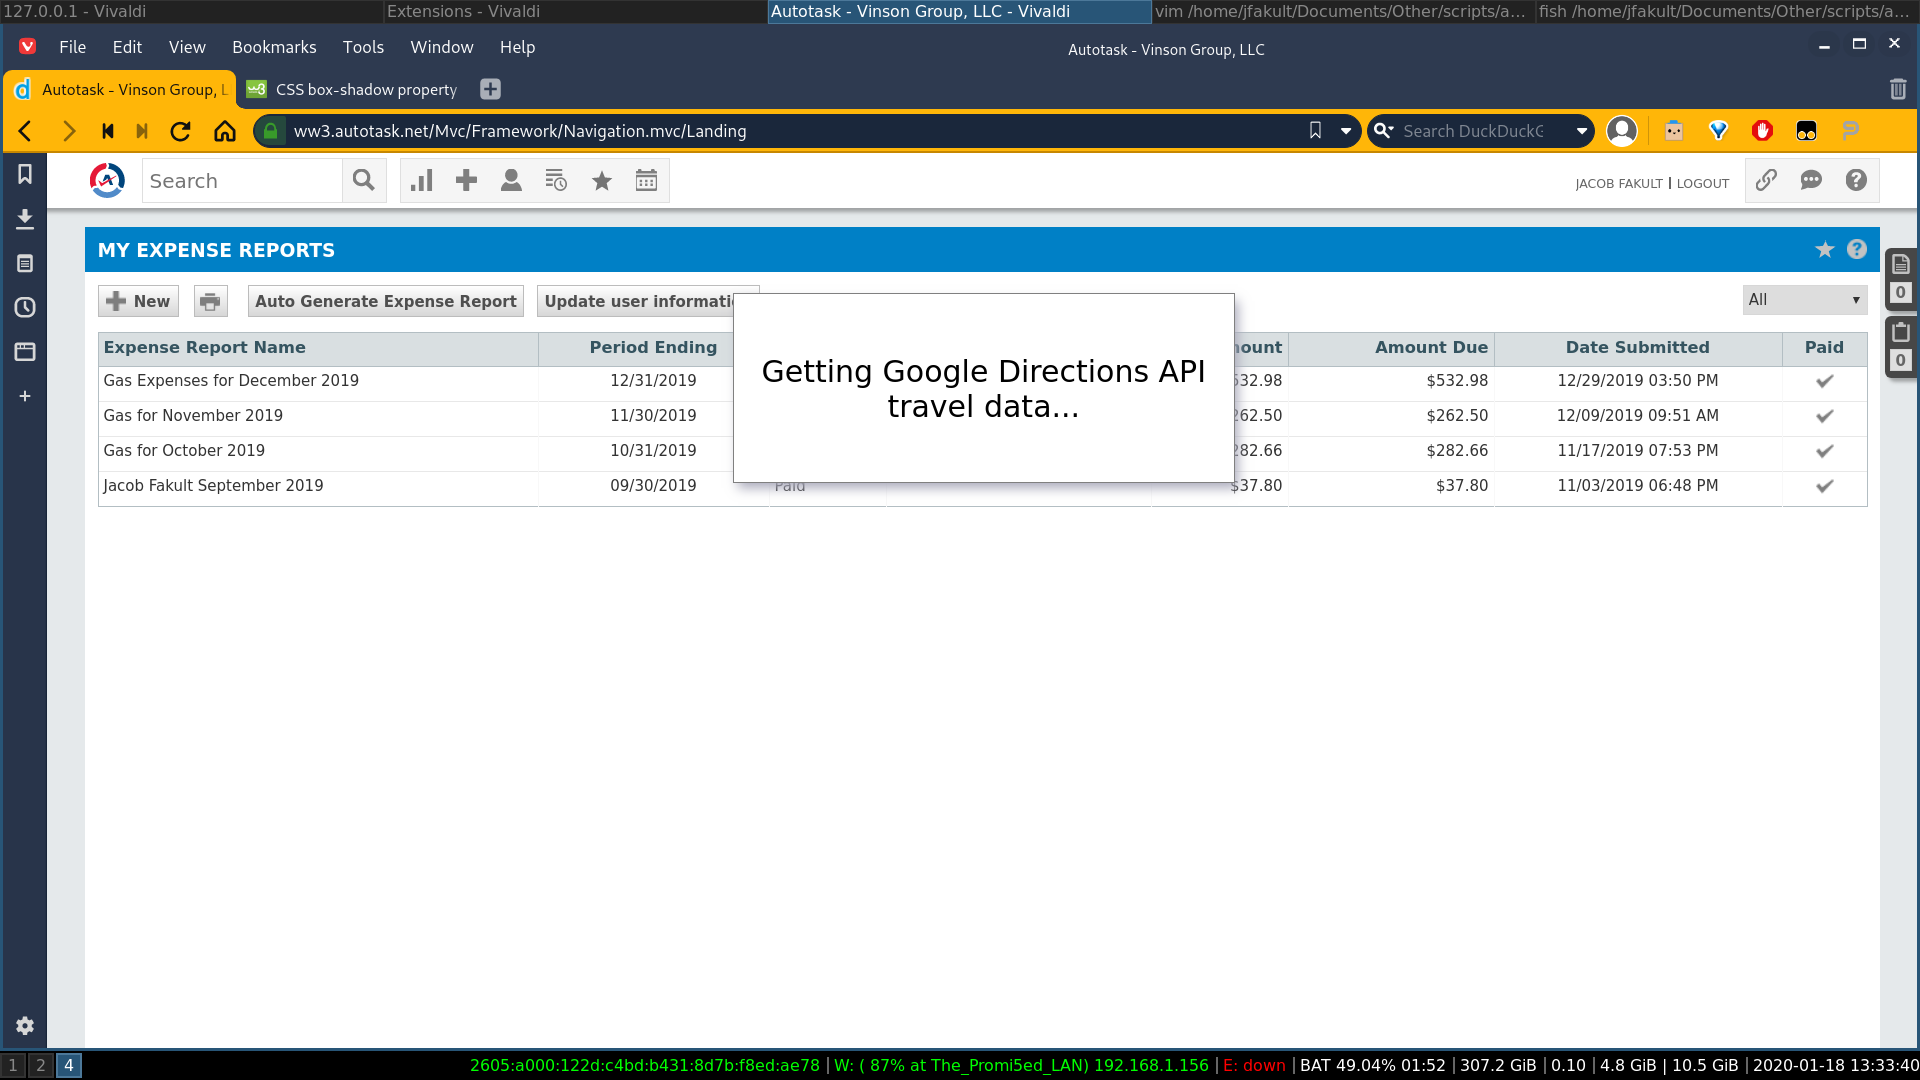 127.0.0.1 - Vivaldi Extensions - Vivaldi Autotask - Vinson Group, LLC - Vivaldi vim /home/jfakult/Documents/Other/scripts/a... fish /home/jfakult/Documents/Other/scripts/a...
File Edit View Bookmarks Tools Window Help Autotask - Vinson Group, LLC
Autotask - Vinson Group, L CSS box-shadow property
ww3.autotask.net/Mvc/Framework/Navigation.mvc/Landing Search DuckDuckG
Search JACOB FAKULT | LOGOUT
MY EXPENSE REPORTS
New Auto Generate Expense Report Update user informati All
0
Expense Report Name Period Ending ount Amount Due Date Submitted Paid
0
Gas Expenses for December 2019 12/31/2019 532.98 $532.98 12/29/2019 03:50 PM
Gas for November 2019 11/30/2019 262.50 $262.50 12/09/2019 09:51 AM
Gas for October 2019 10/31/2019 282.66 $282.66 11/17/2019 07:53 PM
Jacob Fakult September 2019 09/30/2019 Paid $37.80 $37.80 11/03/2019 06:48 PM
Getting Google Directions API
travel data...
1 2 4 2605:a000:122d:c4bd:b431:8d7b:f8ed:ae78 | W: ( 87% at The_Promi5ed_LAN) 192.168.1.156 | E: down | BAT 49.04% 01:52 | 307.2 GiB | 0.10 | 4.8 GiB | 10.5 GiB | 2020-01-18 13:33:40